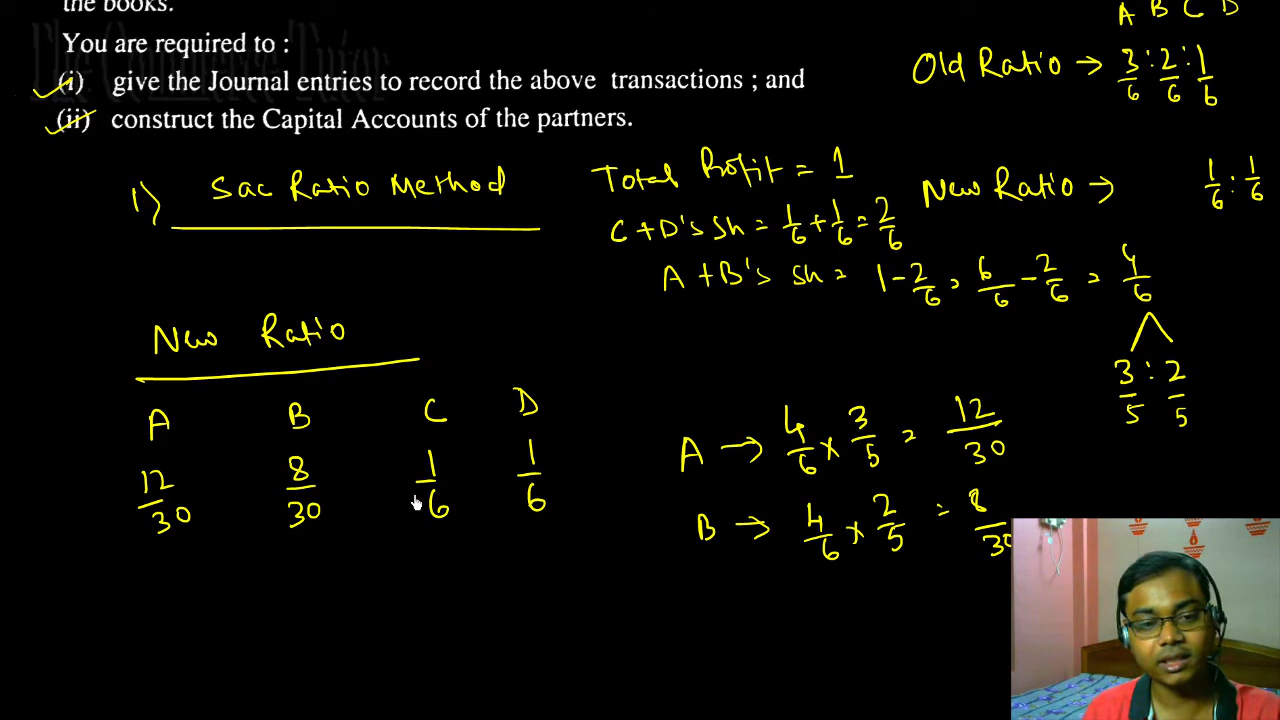 the books.
You are required to :
(i) give the Journal entries to record the above transactions ; and
(ii) construct the Capital Accounts of the partners.
A B C D
Old Ratio → 3/6 : 2/6 : 1/6
1) Sac Ratio Method
Total Profit = 1
New Ratio → 1/6 : 1/6
C + D's sh = 1/6 + 1/6 = 2/6
A + B's sh = 1 - 2/6 = 6/6 - 2/6 = 4/6
3/5 : 2/5
New Ratio
A B C D
12/30 8/30 1/6 1/6
A → 4/6 × 3/5 = 12/30
B → 4/6 × 2/5 = 8/30